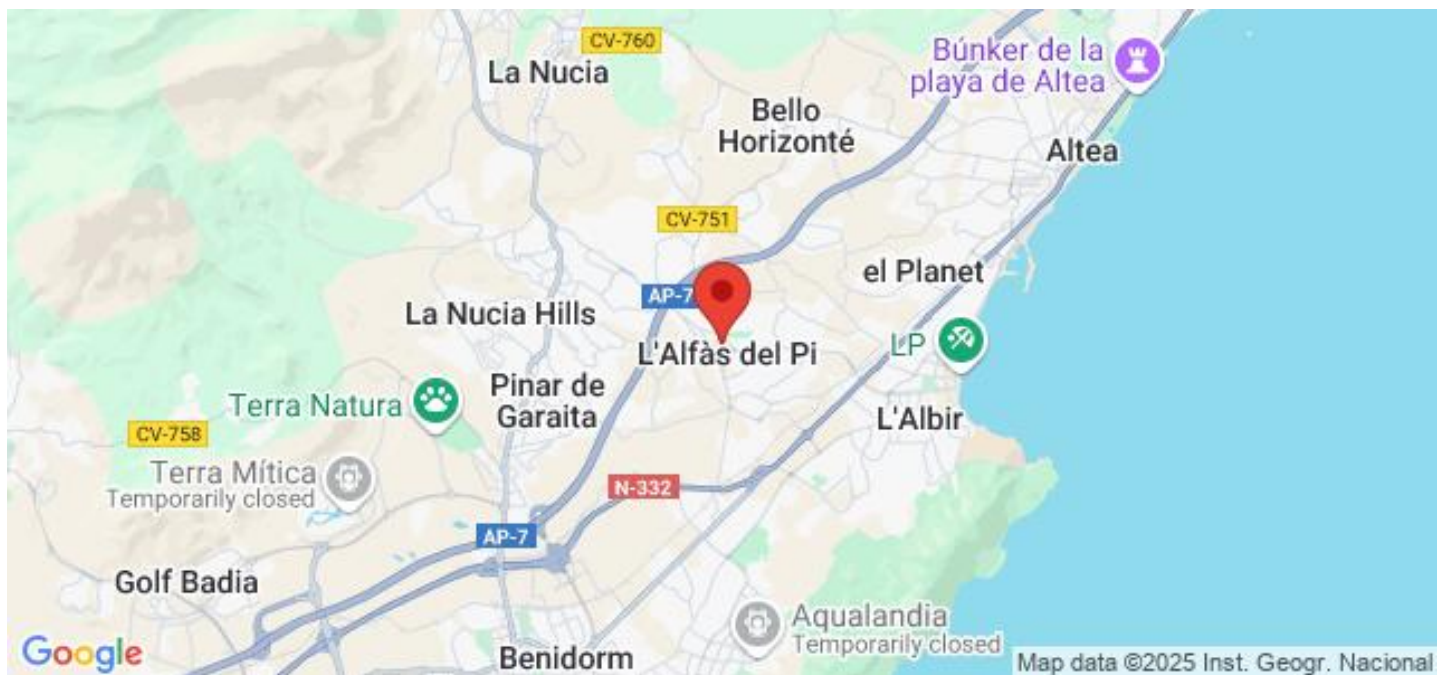 CV-760
La Nucia
Búnker de la
playa de Altea
Bello
Horizonté
Altea
CV-751
el Planet
AP-7
La Nucia Hills
L'Alfàs del Pi
LP
Pinar de
Garaita
Terra Natura
L'Albir
CV-758
Terra Mítica
Temporarily closed
N-332
AP-7
Golf Badia
Aqualandia
Temporarily closed
Benidorm
Google
Map data ©2025 Inst. Geogr. Nacional